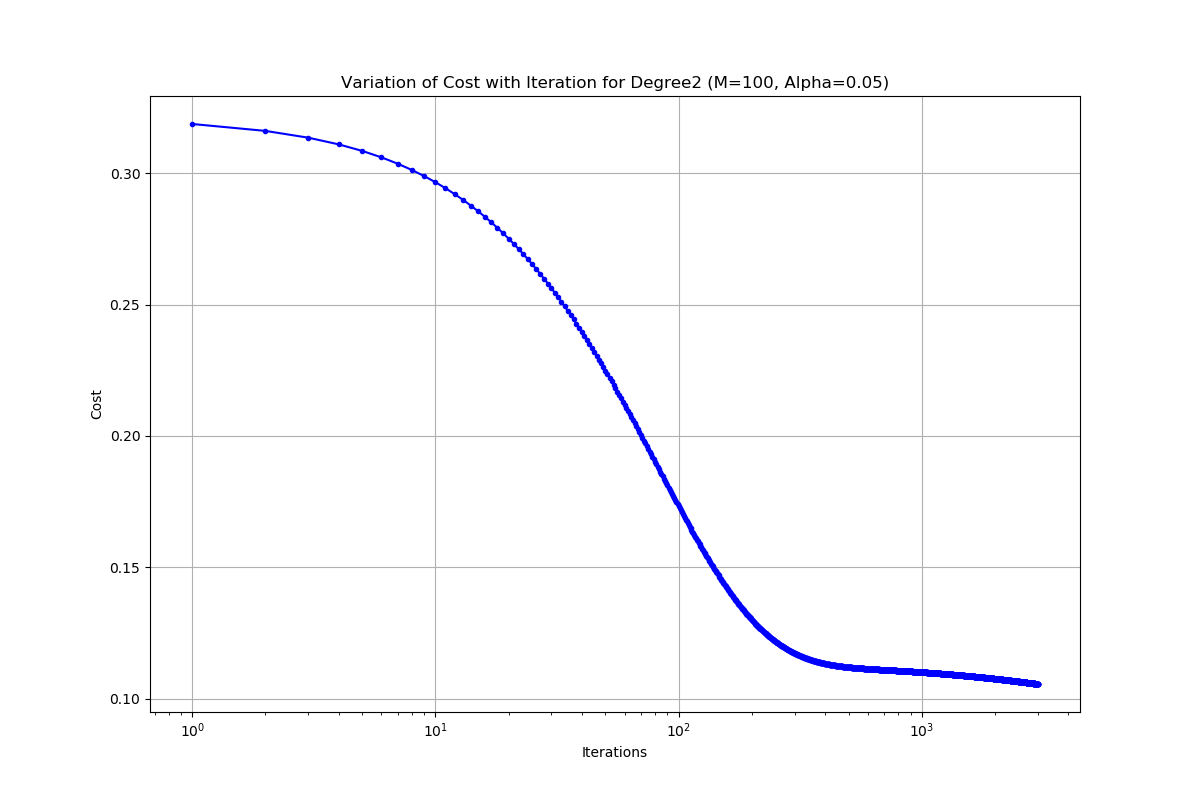 Variation of Cost with Iteration for Degree2 (M=100, Alpha=0.05)
0.30
0.25
0.20
0.15
0.10
Cost
10⁰ 10¹ 10² 10³
Iterations